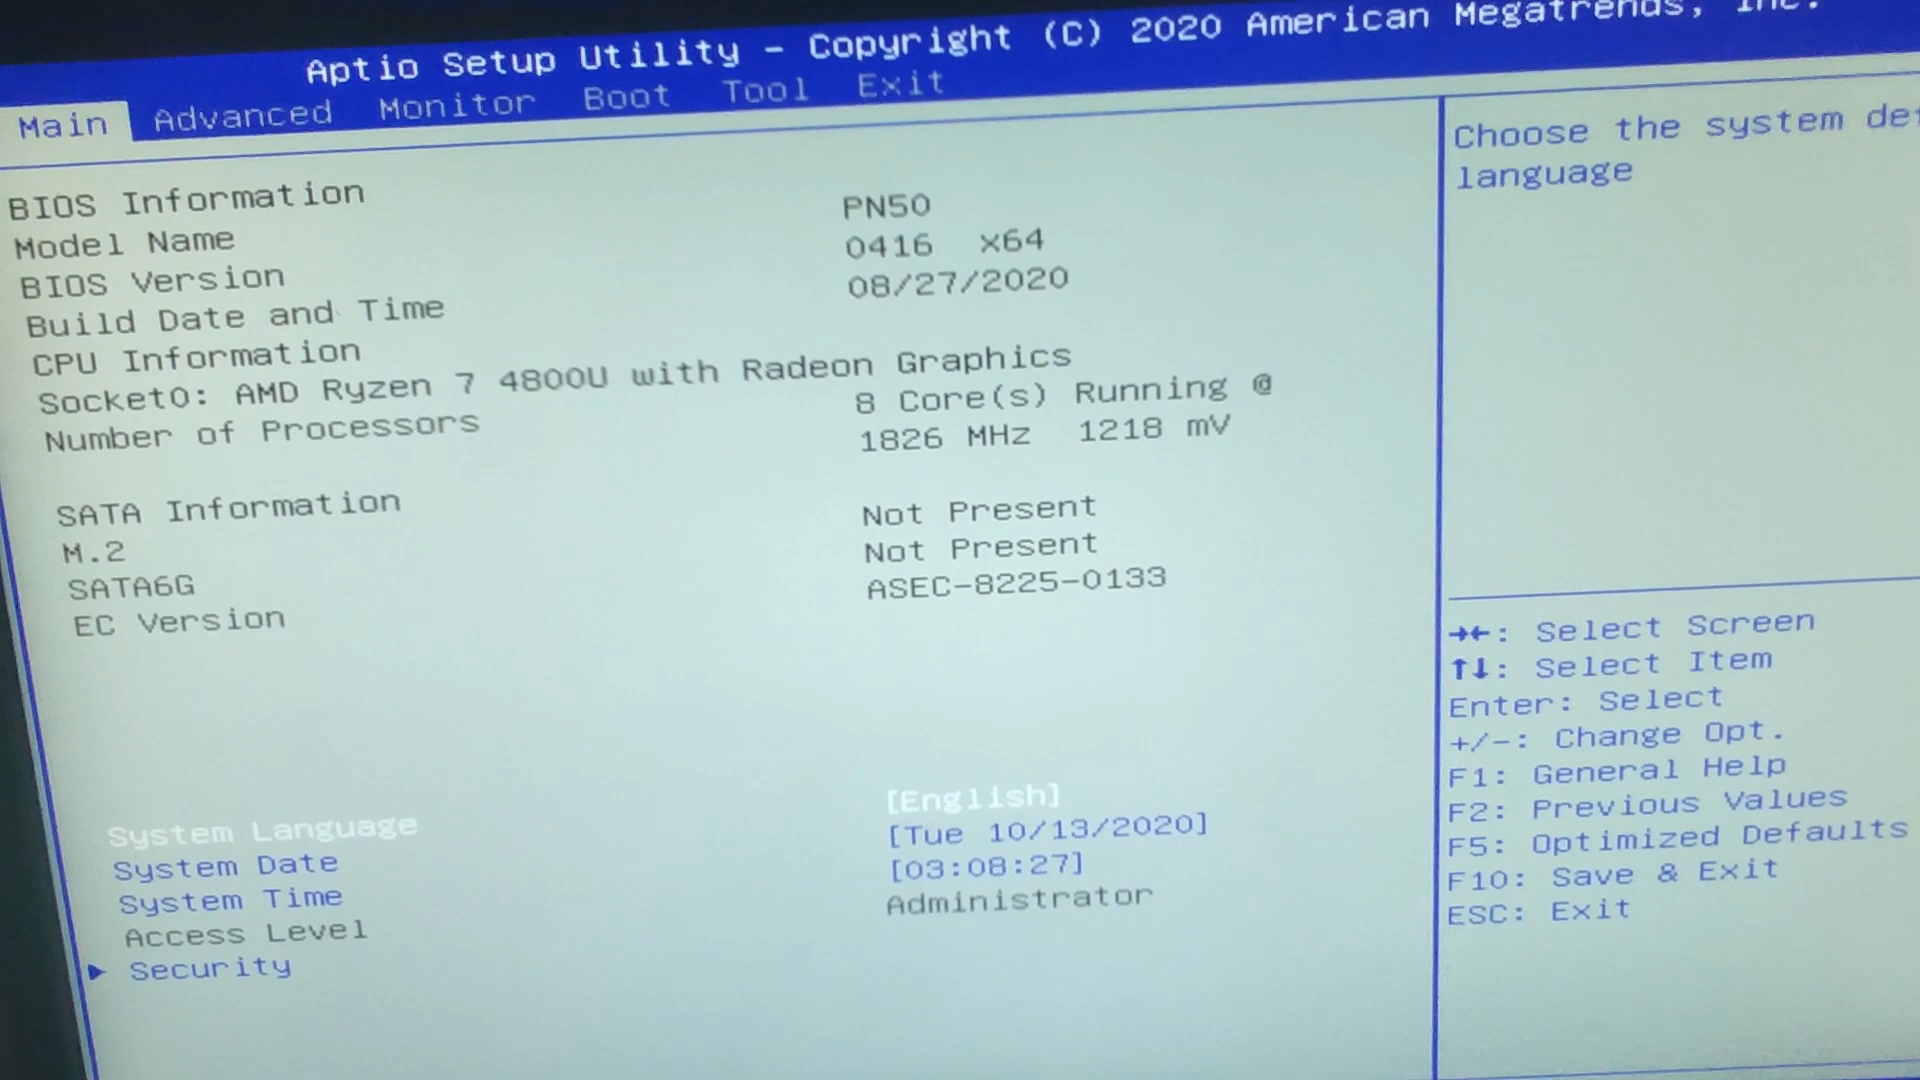 Aptio Setup Utility - Copyright (C) 2020 American Megatrends, Inc.
Main Advanced Monitor Boot Tool Exit
BIOS Information
Model Name PN50
BIOS Version 0416 x64
Build Date and Time 08/27/2020
CPU Information
Socket0: AMD Ryzen 7 4800U with Radeon Graphics
Number of Processors 8 Core(s) Running @
1826 MHz 1218 mV
SATA Information
M.2 Not Present
SATA6G Not Present
EC Version ASEC-8225-0133
System Language [English]
System Date [Tue 10/13/2020]
System Time [03:08:27]
Access Level Administrator
► Security
Choose the system
language
→←: Select Screen
↑↓: Select Item
Enter: Select
+/-: Change Opt.
F1: General Help
F2: Previous Values
F5: Optimized Defaults
F10: Save & Exit
ESC: Exit